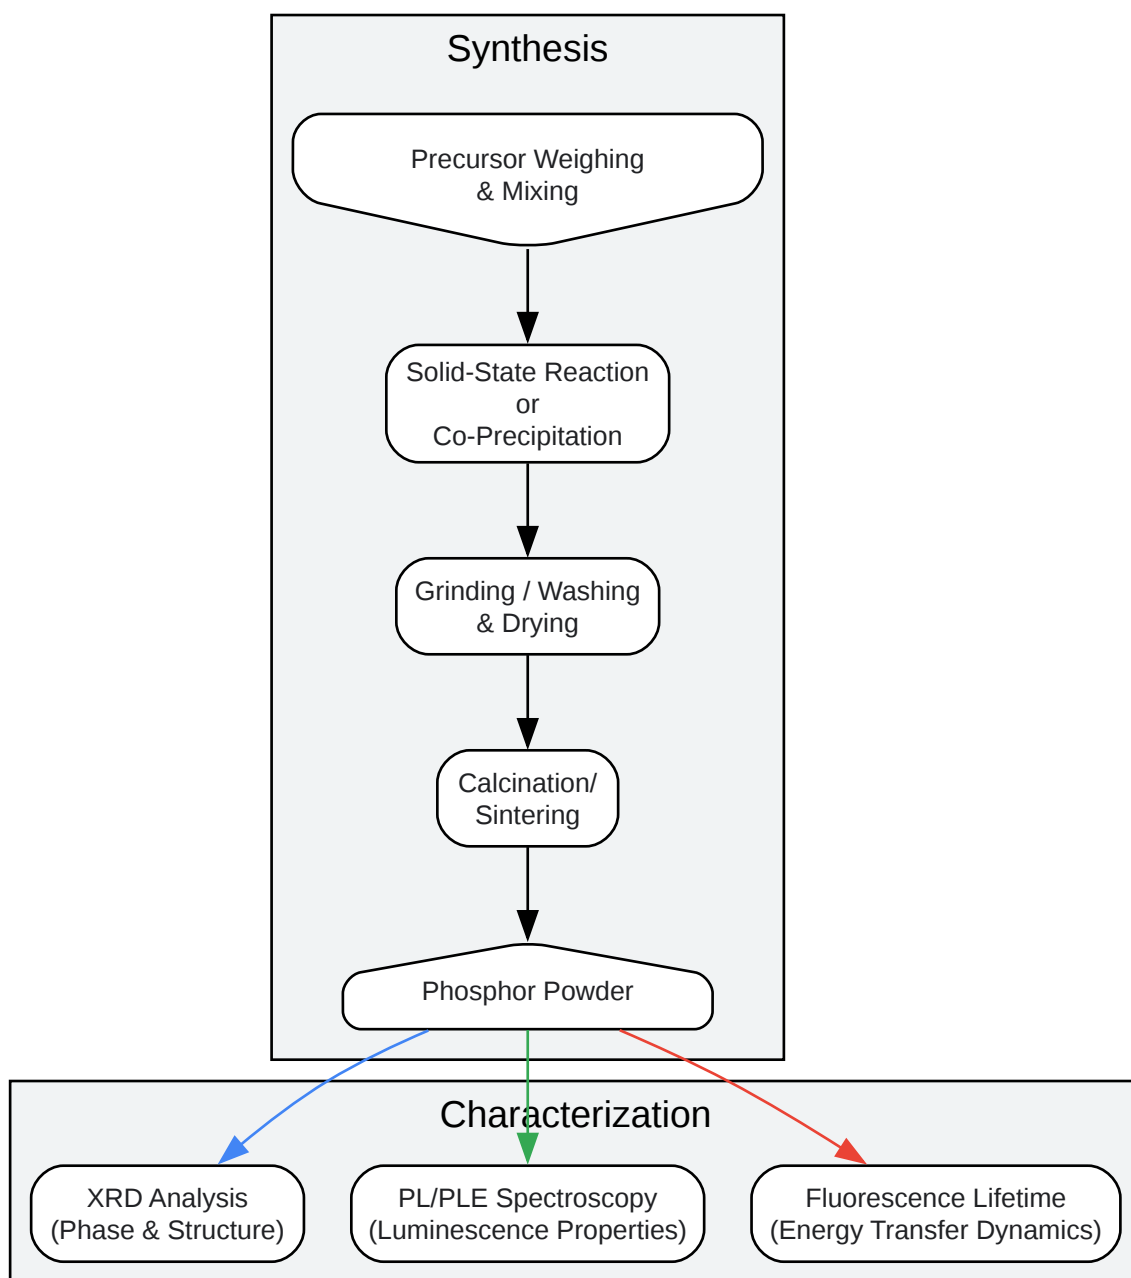 Synthesis
Precursor Weighing
& Mixing
Solid-State Reaction
or
Co-Precipitation
Grinding / Washing
& Drying
Calcination/
Sintering
Phosphor Powder
Characterization
XRD Analysis
(Phase & Structure)
PL/PLE Spectroscopy
(Luminescence Properties)
Fluorescence Lifetime
(Energy Transfer Dynamics)